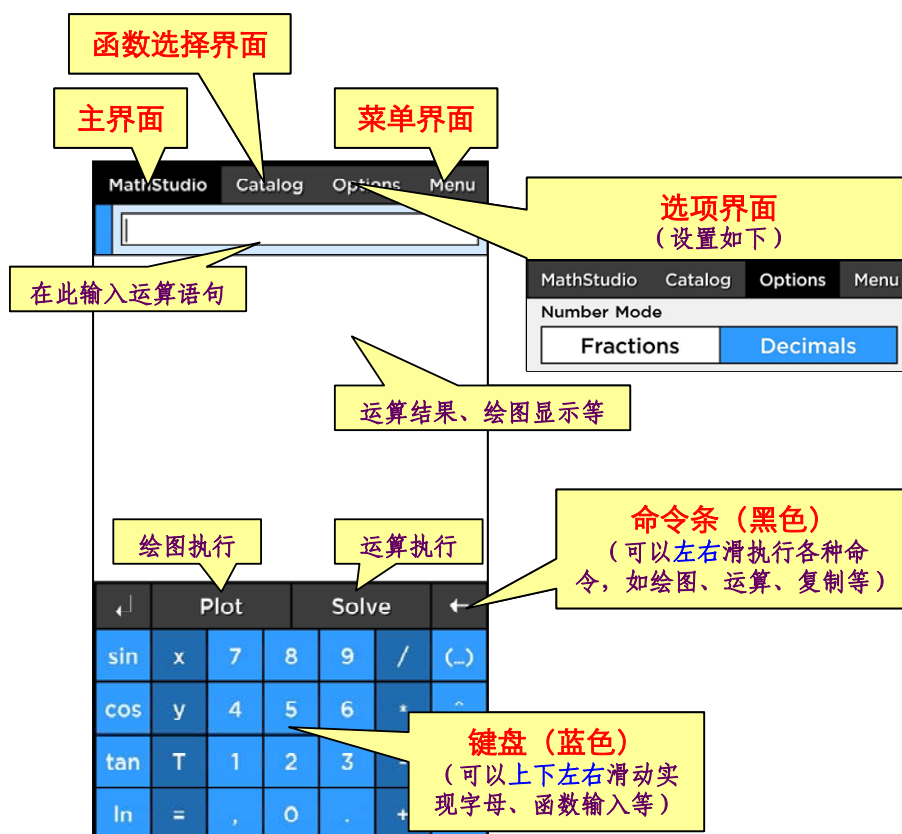 函数选择界面
主界面
菜单界面
MathStudio Catalog Options Menu
选项界面
（设置如下）
在此输入运算语句
MathStudio Catalog Options Menu
Number Mode
Fractions Decimals
运算结果、绘图显示等
命令条（黑色）
（可以左右滑执行各种命
令，如绘图、运算、复制等）
绘图执行
运算执行
↲ Plot Solve ←
sin x 7 8 9 / (…)
cos y 4 5 6 * ^
键盘（蓝色）
（可以上下左右滑动实
现字母、函数输入等）
tan T 1 2 3 -
ln = , 0 . +